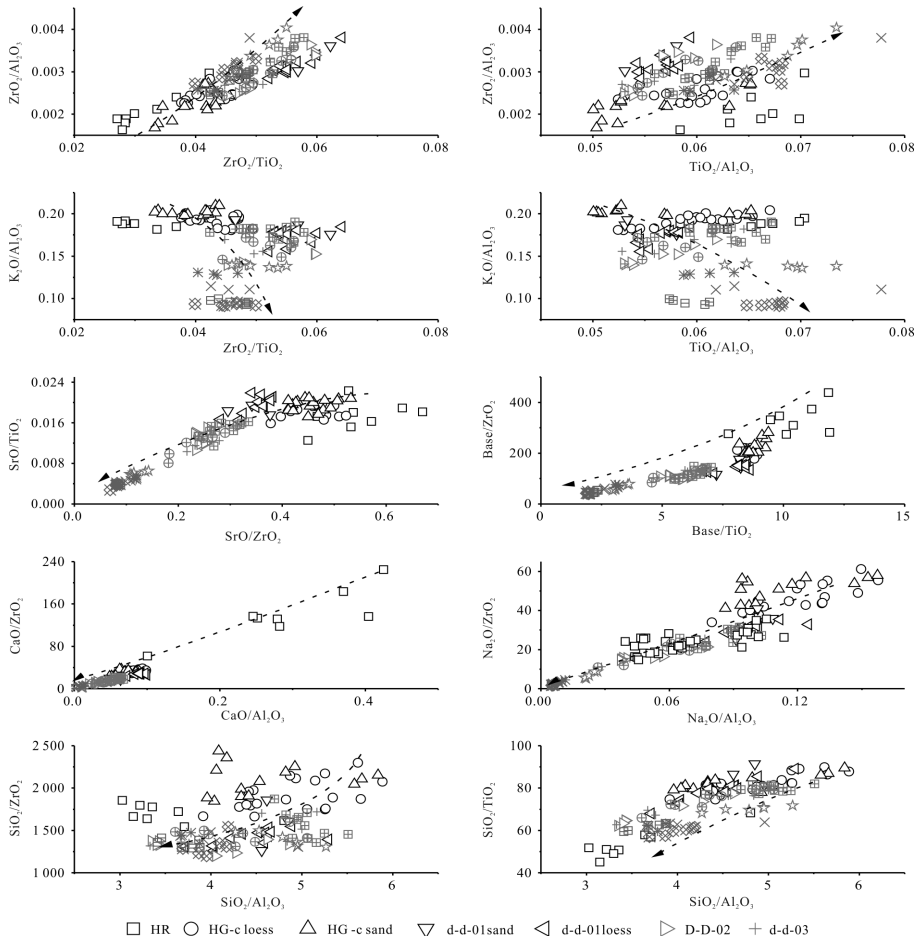 0.004
0.003
0.002
ZrO₂/Al₂O₃
0.02 0.04 0.06 0.08
ZrO₂/TiO₂
0.004
0.003
0.002
ZrO₂/Al₂O₃
0.05 0.06 0.07 0.08
TiO₂/Al₂O₃
0.20
0.15
0.10
K₂O/Al₂O₃
0.02 0.04 0.06 0.08
ZrO₂/TiO₂
0.20
0.15
0.10
K₂O/Al₂O₃
0.05 0.06 0.07 0.08
TiO₂/Al₂O₃
0.024
0.016
0.008
0.000
SrO/TiO₂
0.0 0.2 0.4 0.6
SrO/ZrO₂
400
200
0
Base/ZrO₂
0 5 10 15
Base/TiO₂
240
160
80
0
CaO/ZrO₂
0.0 0.2 0.4
CaO/Al₂O₃
60
40
20
0
Na₂O/ZrO₂
0.00 0.06 0.12
Na₂O/Al₂O₃
2 500
2 000
1 500
1 000
SiO₂/ZrO₂
3 4 5 6
SiO₂/Al₂O₃
100
80
60
40
SiO₂/TiO₂
3 4 5 6
SiO₂/Al₂O₃
HR HG-c loess HG -c sand d-d-01sand d-d-01loess D-D-02 d-d-03